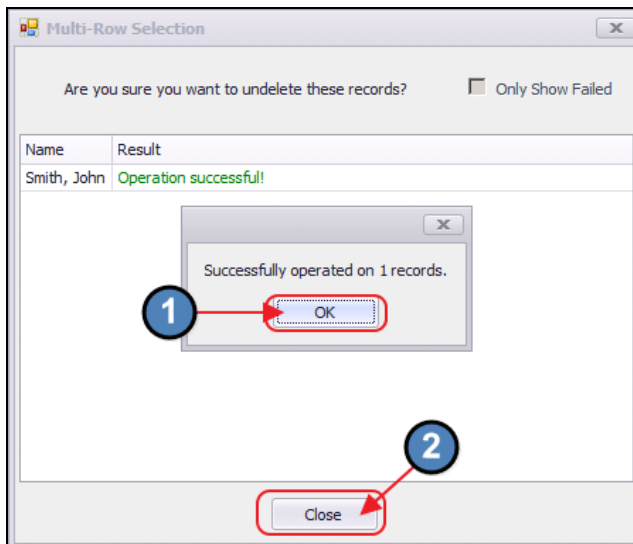 Multi-Row Selection
Are you sure you want to undelete these records?
Only Show Failed
Name Result
Smith, John Operation successful!
Successfully operated on 1 records.
1
OK
2
Close